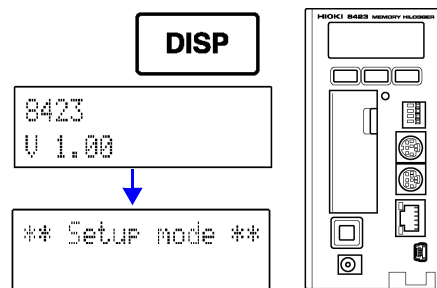 DISP
8423
V 1.00
** Setup mode **
HIOKI 8423 MEMORY HiLOGGER